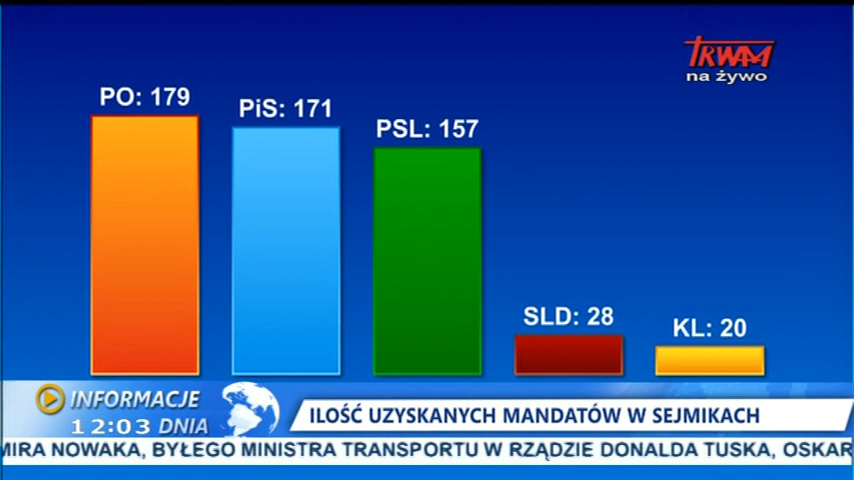 TRWAM
na żywo
PO: 179
PiS: 171
PSL: 157
SLD: 28
KL: 20
INFORMACJE
12:03 DNIA
ILOŚĆ UZYSKANYCH MANDATÓW W SEJMIKACH
MIRA NOWAKA, BYŁEGO MINISTRA TRANSPORTU W RZĄDZIE DONALDA TUSKA, OSKAR